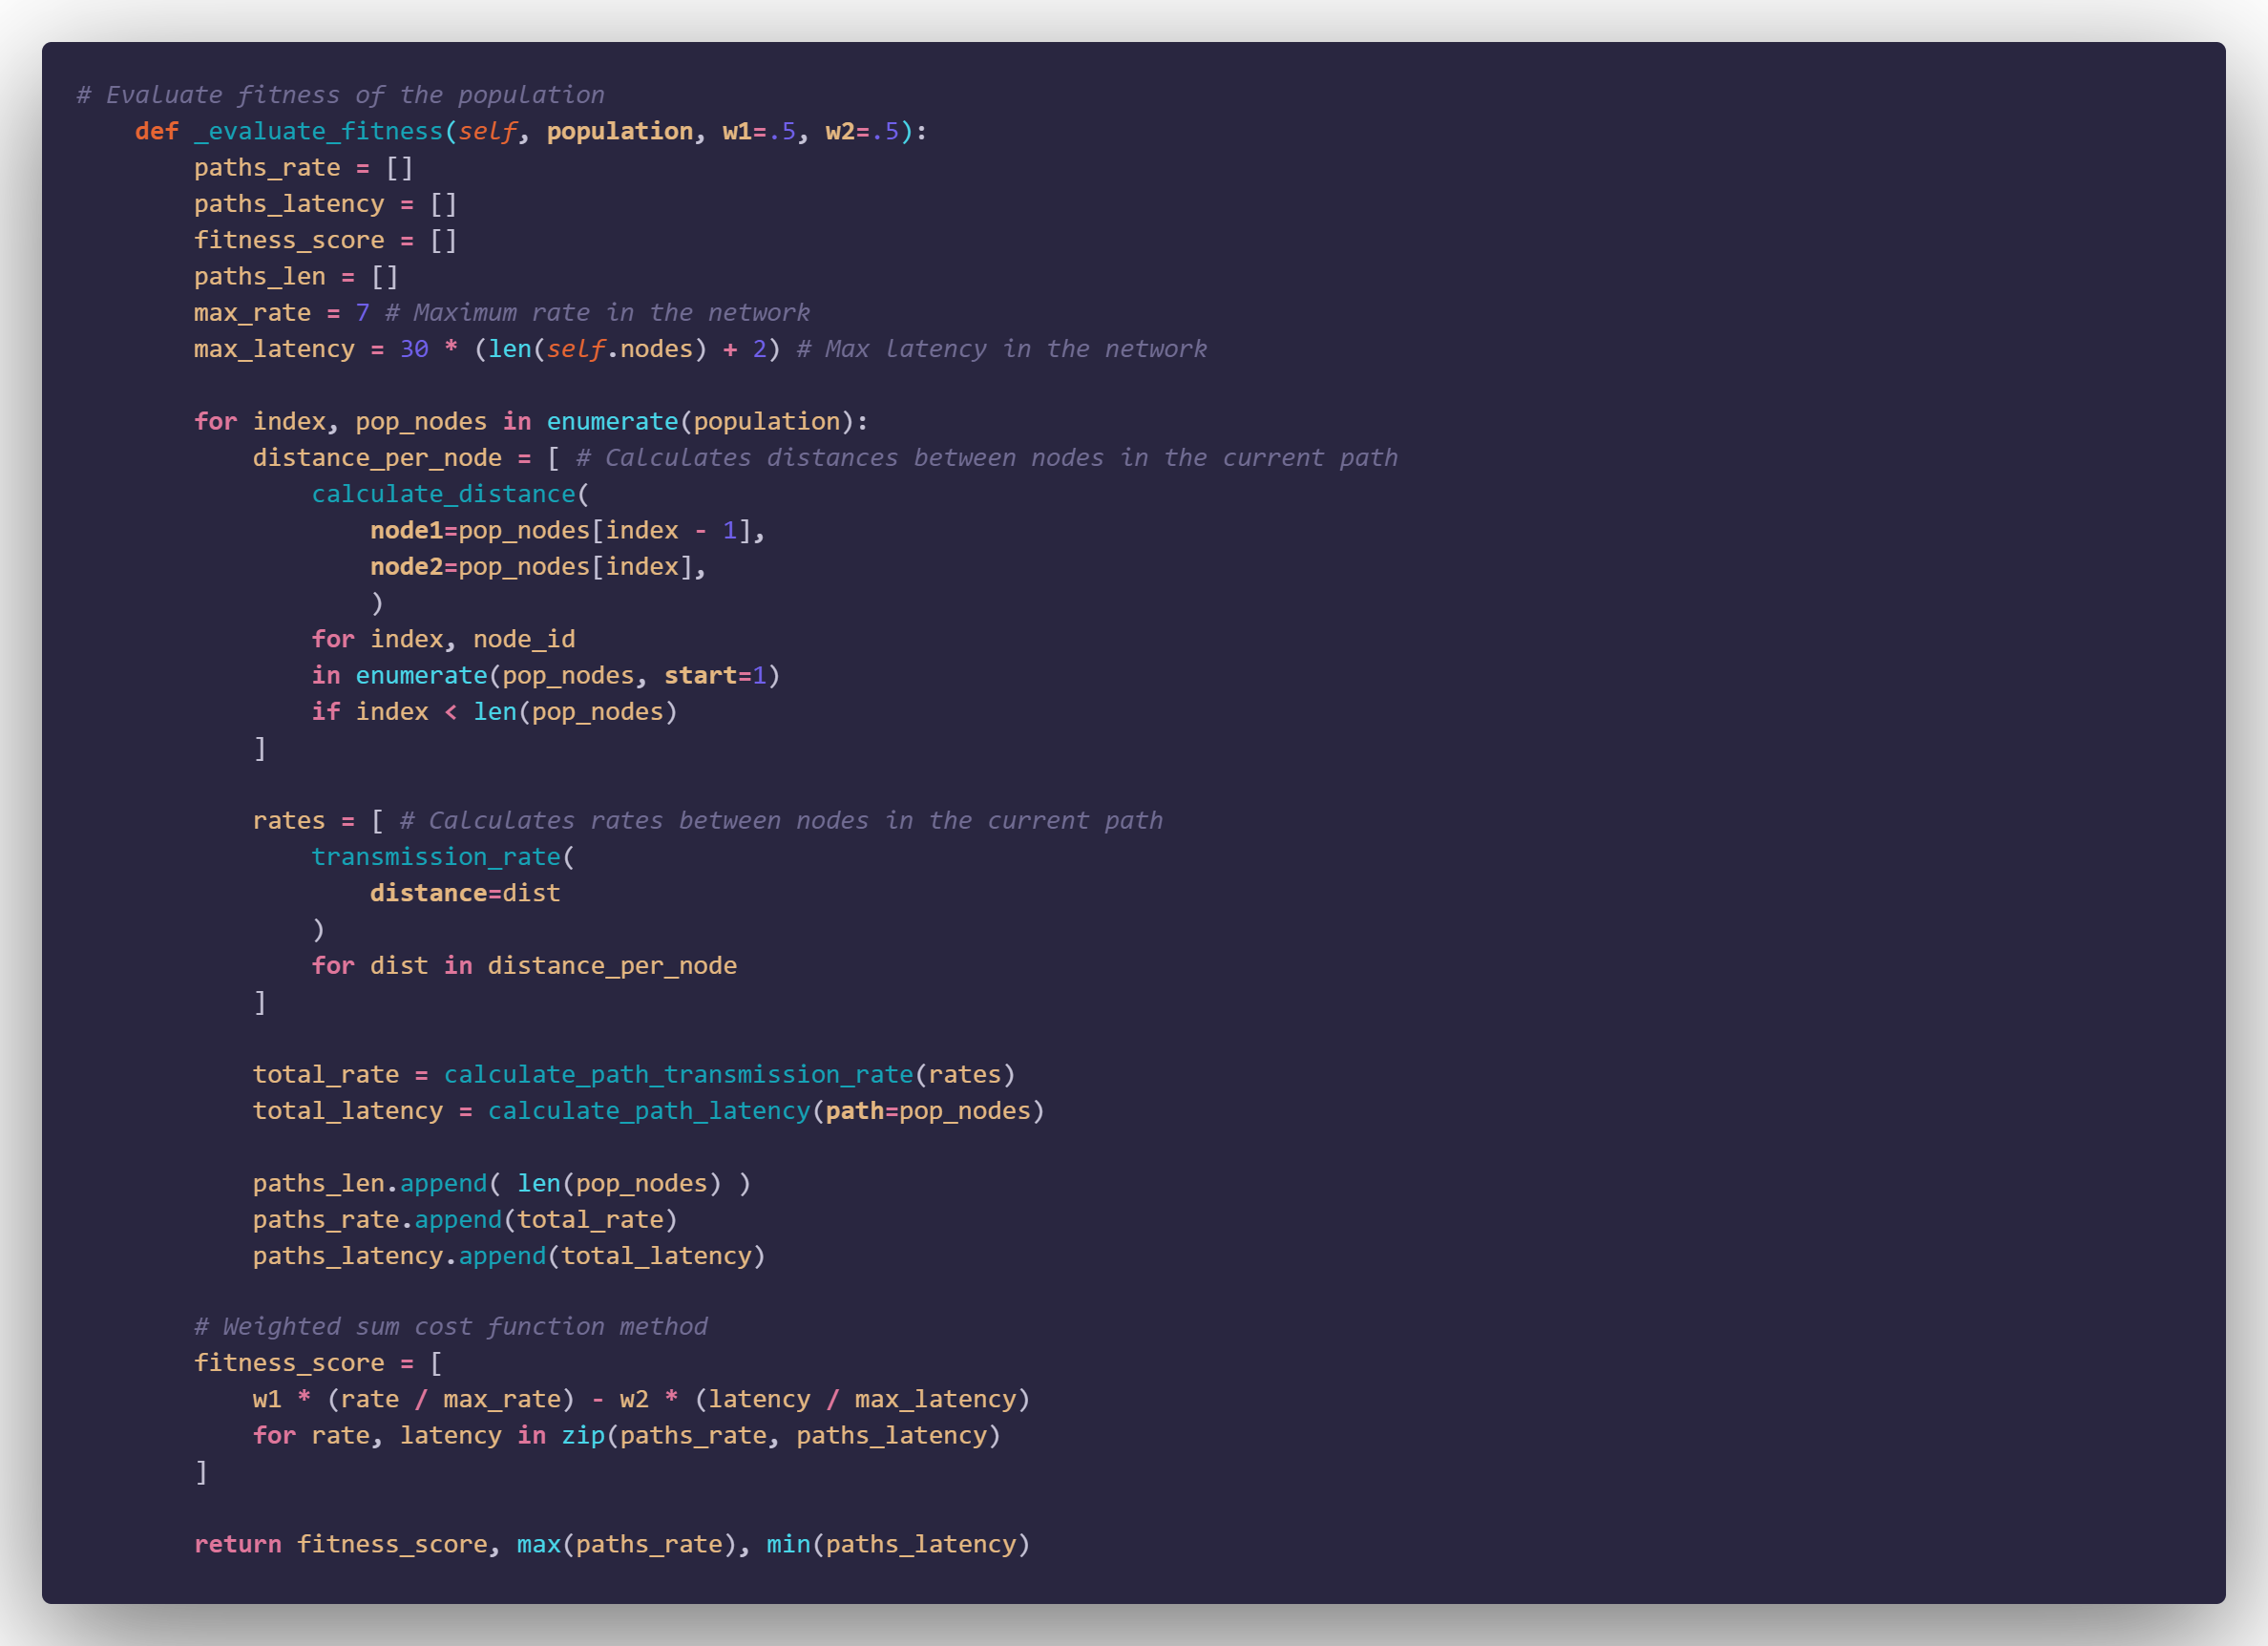 # Evaluate fitness of the population
    def _evaluate_fitness(self, population, w1=.5, w2=.5):
        paths_rate = []
        paths_latency = []
        fitness_score = []
        paths_len = []
        max_rate = 7 # Maximum rate in the network
        max_latency = 30 * (len(self.nodes) + 2) # Max latency in the network

        for index, pop_nodes in enumerate(population):
            distance_per_node = [ # Calculates distances between nodes in the current path
                calculate_distance(
                    node1=pop_nodes[index - 1],
                    node2=pop_nodes[index],
                    )
                for index, node_id
                in enumerate(pop_nodes, start=1)
                if index < len(pop_nodes)
            ]

            rates = [ # Calculates rates between nodes in the current path
                transmission_rate(
                    distance=dist
                )
                for dist in distance_per_node
            ]

            total_rate = calculate_path_transmission_rate(rates)
            total_latency = calculate_path_latency(path=pop_nodes)

            paths_len.append( len(pop_nodes) )
            paths_rate.append(total_rate)
            paths_latency.append(total_latency)

        # Weighted sum cost function method
        fitness_score = [
            w1 * (rate / max_rate) - w2 * (latency / max_latency)
            for rate, latency in zip(paths_rate, paths_latency)
        ]

        return fitness_score, max(paths_rate), min(paths_latency)